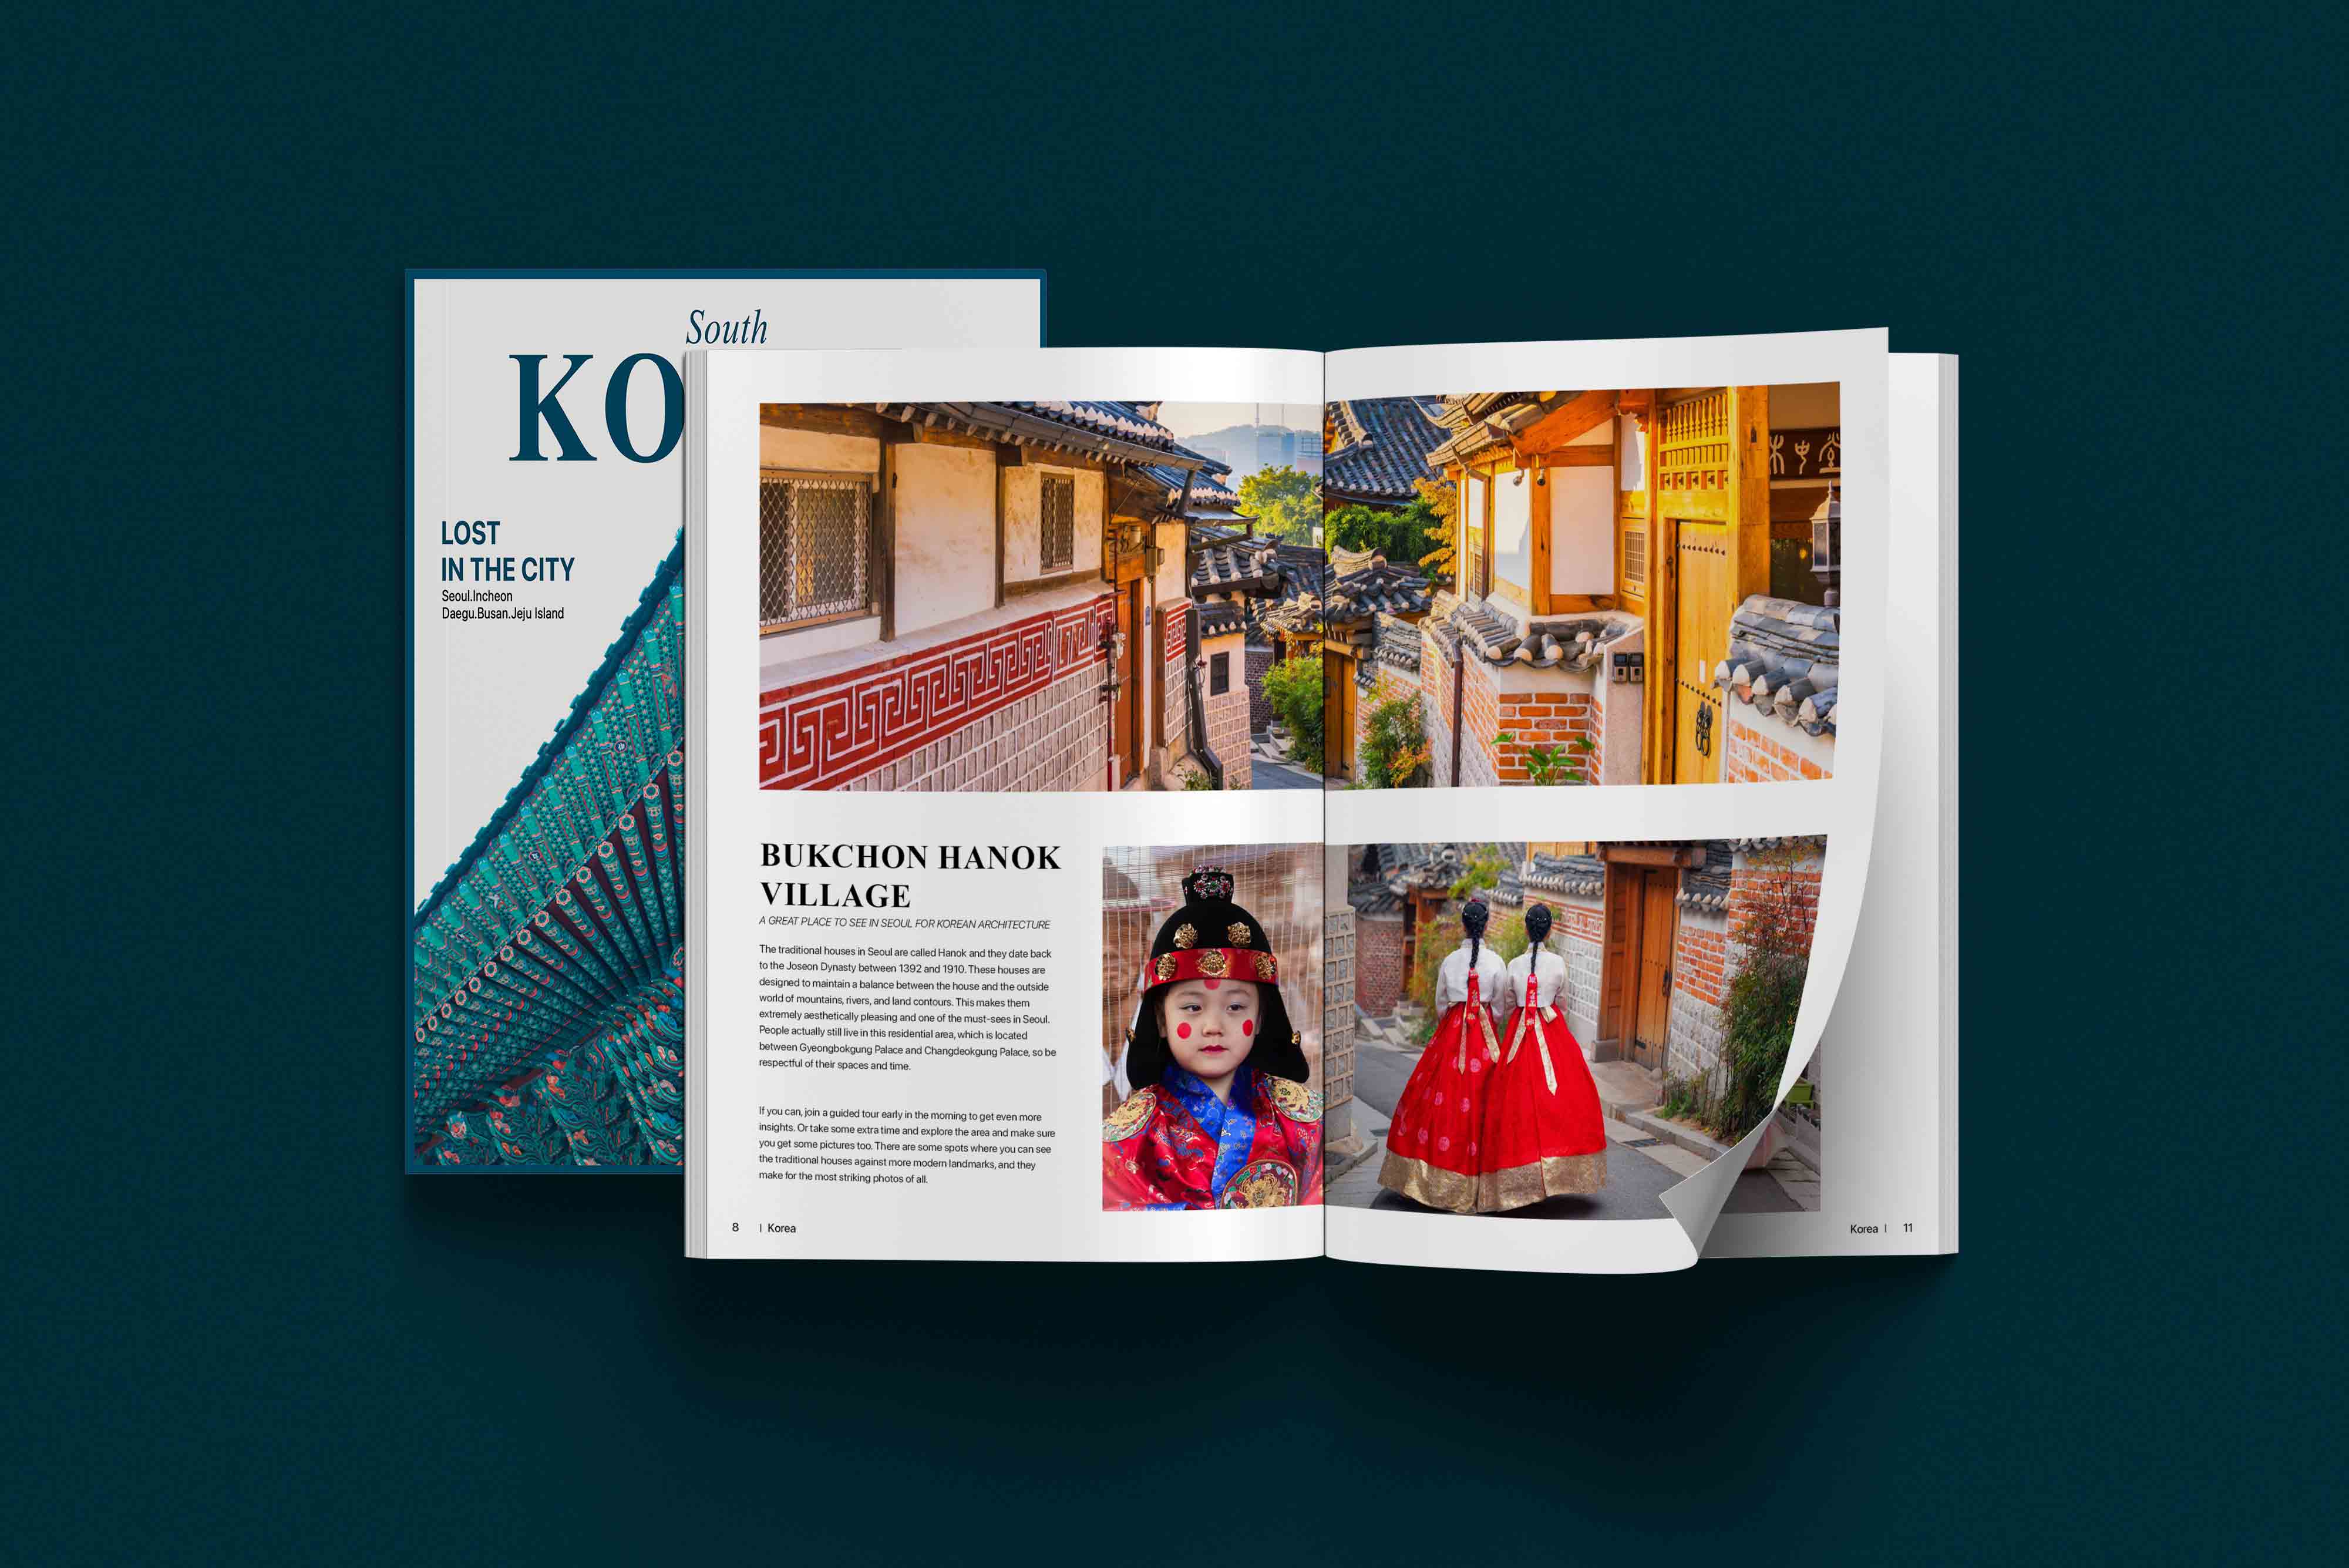 South
KO
LOST
IN THE CITY
Seoul.Incheon
Daegu.Busan.Jeju Island
BUKCHON HANOK
VILLAGE
A GREAT PLACE TO SEE IN SEOUL FOR KOREAN ARCHITECTURE
The traditional houses in Seoul are called Hanok and they date back
to the Joseon Dynasty between 1392 and 1910. These houses are
designed to maintain a balance between the house and the outside
world of mountains, rivers, and land contours. This makes them
extremely aesthetically pleasing and one of the must-sees in Seoul.
People actually still live in this residential area, which is located
between Gyeongbokgung Palace and Changdeokgung Palace, so be
respectful of their spaces and time.
If you can, join a guided tour early in the morning to get even more
insights. Or take some extra time and explore the area and make sure
you get some pictures too. There are some spots where you can see
the traditional houses against more modern landmarks, and they
make for the most striking photos of all.
8 | Korea
Korea | 11